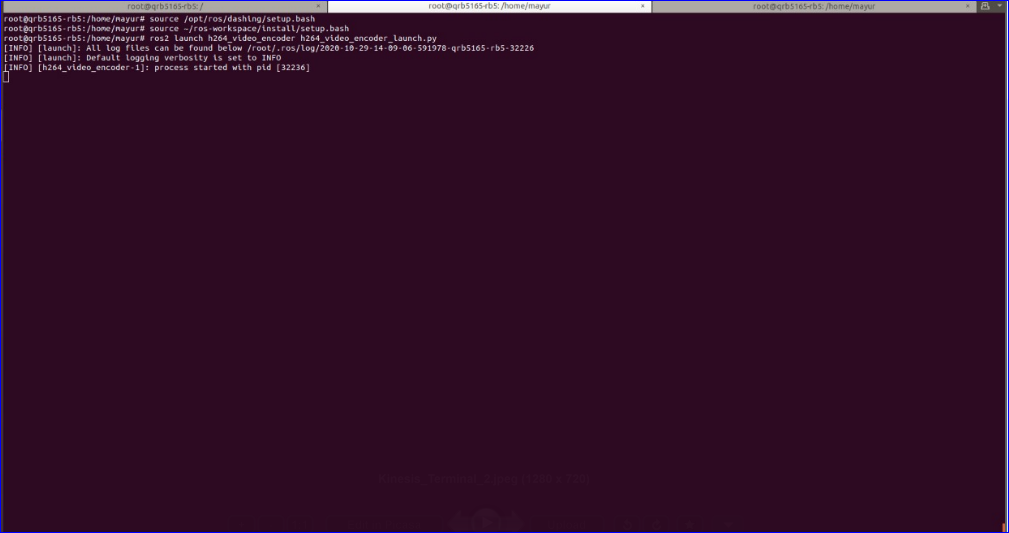 root@qrb5165-rb5: /
root@qrb5165-rb5: /home/mayur
root@qrb5165-rb5: /home/mayur
root@qrb5165-rb5:/home/mayur# source /opt/ros/dashing/setup.bash
root@qrb5165-rb5:/home/mayur# source ~/ros-workspace/install/setup.bash
root@qrb5165-rb5:/home/mayur# ros2 launch h264_video_encoder h264_video_encoder_launch.py
[INFO] [launch]: All log files can be found below /root/.ros/log/2020-10-29-14-09-06-591978-qrb5165-rb5-32226
[INFO] [launch]: Default logging verbosity is set to INFO
[INFO] [h264_video_encoder-1]: process started with pid [32236]